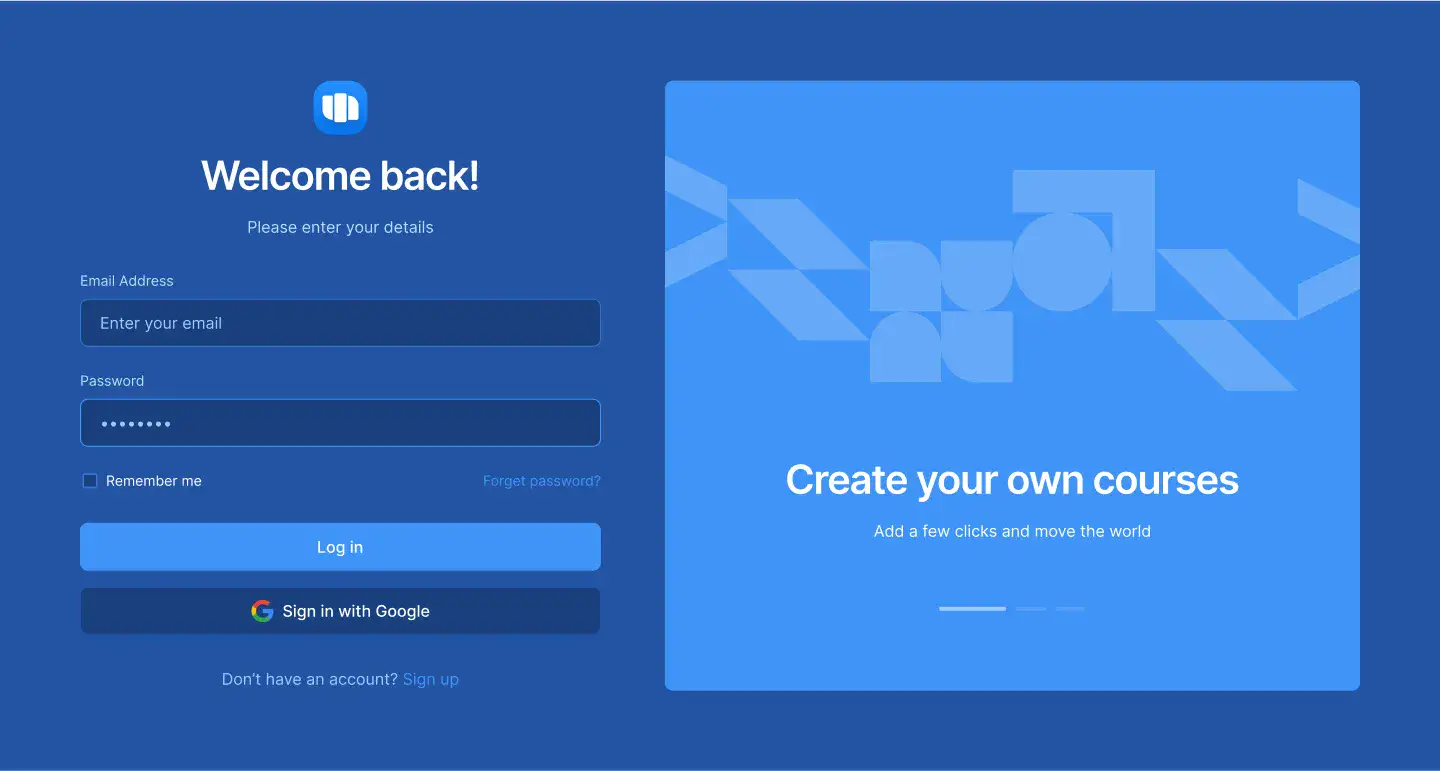 Welcome back!
Please enter your details
Email Address
Enter your email
Password
••••••••
Remember me
Forget password?
Log in
Sign in with Google
Don’t have an account? Sign up
Create your own courses
Add a few clicks and move the world